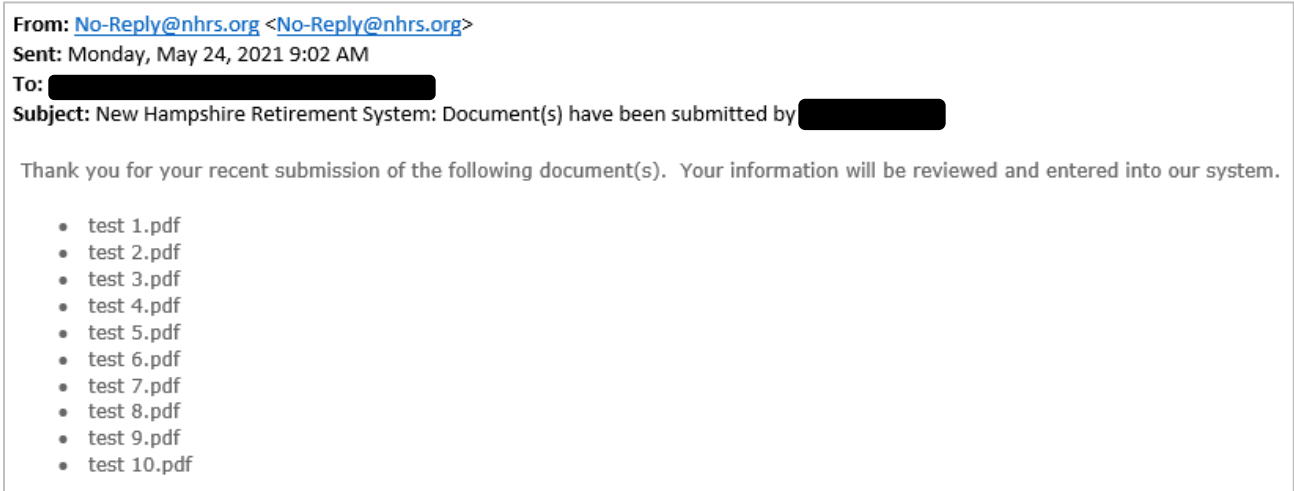 From: No-Reply@nhrs.org <No-Reply@nhrs.org>
Sent: Monday, May 24, 2021 9:02 AM
To:
Subject: New Hampshire Retirement System: Document(s) have been submitted by
Thank you for your recent submission of the following document(s).  Your information will be reviewed and entered into our system.
• test 1.pdf
• test 2.pdf
• test 3.pdf
• test 4.pdf
• test 5.pdf
• test 6.pdf
• test 7.pdf
• test 8.pdf
• test 9.pdf
• test 10.pdf